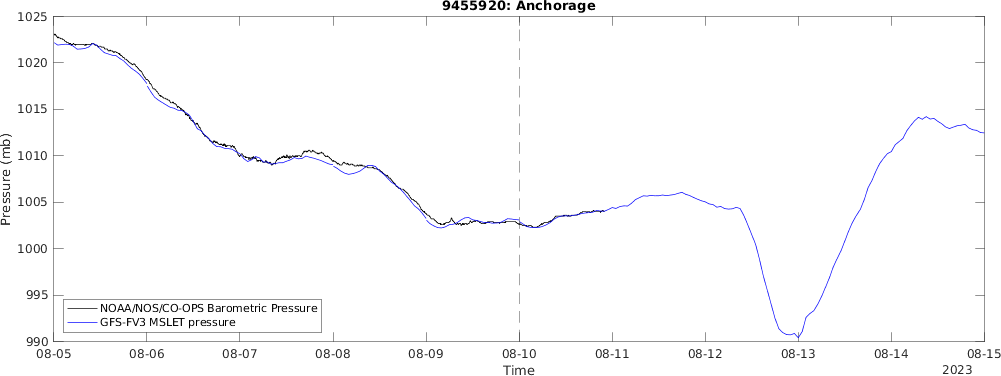 9455920: Anchorage
1025
1020
1015
1010
1005
1000
995
990
Pressure (mb)
NOAA/NOS/CO-OPS Barometric Pressure
GFS-FV3 MSLET pressure
08-05 08-06 08-07 08-08 08-09 08-10 08-11 08-12 08-13 08-14 08-15
Time
2023